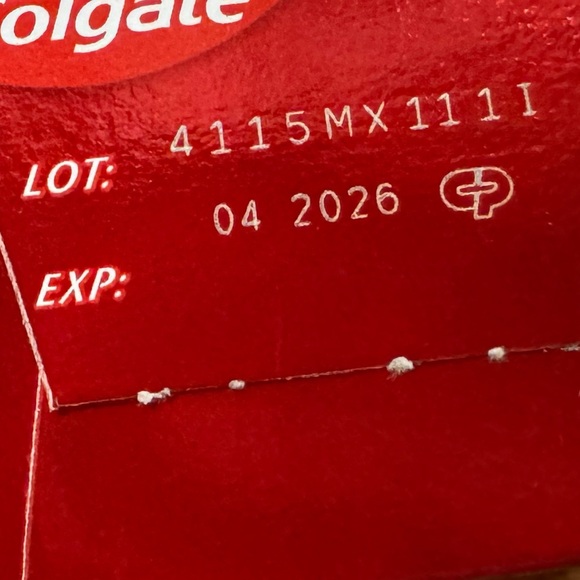 Colgate
LOT: 4115MX111I
04 2026
EXP: